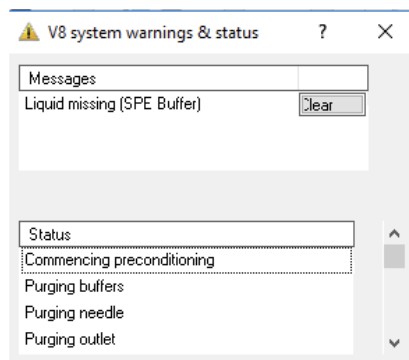 V8 system warnings & status ?
Messages
Liquid missing (SPE Buffer) Clear
Status
Commencing preconditioning
Purging buffers
Purging needle
Purging outlet